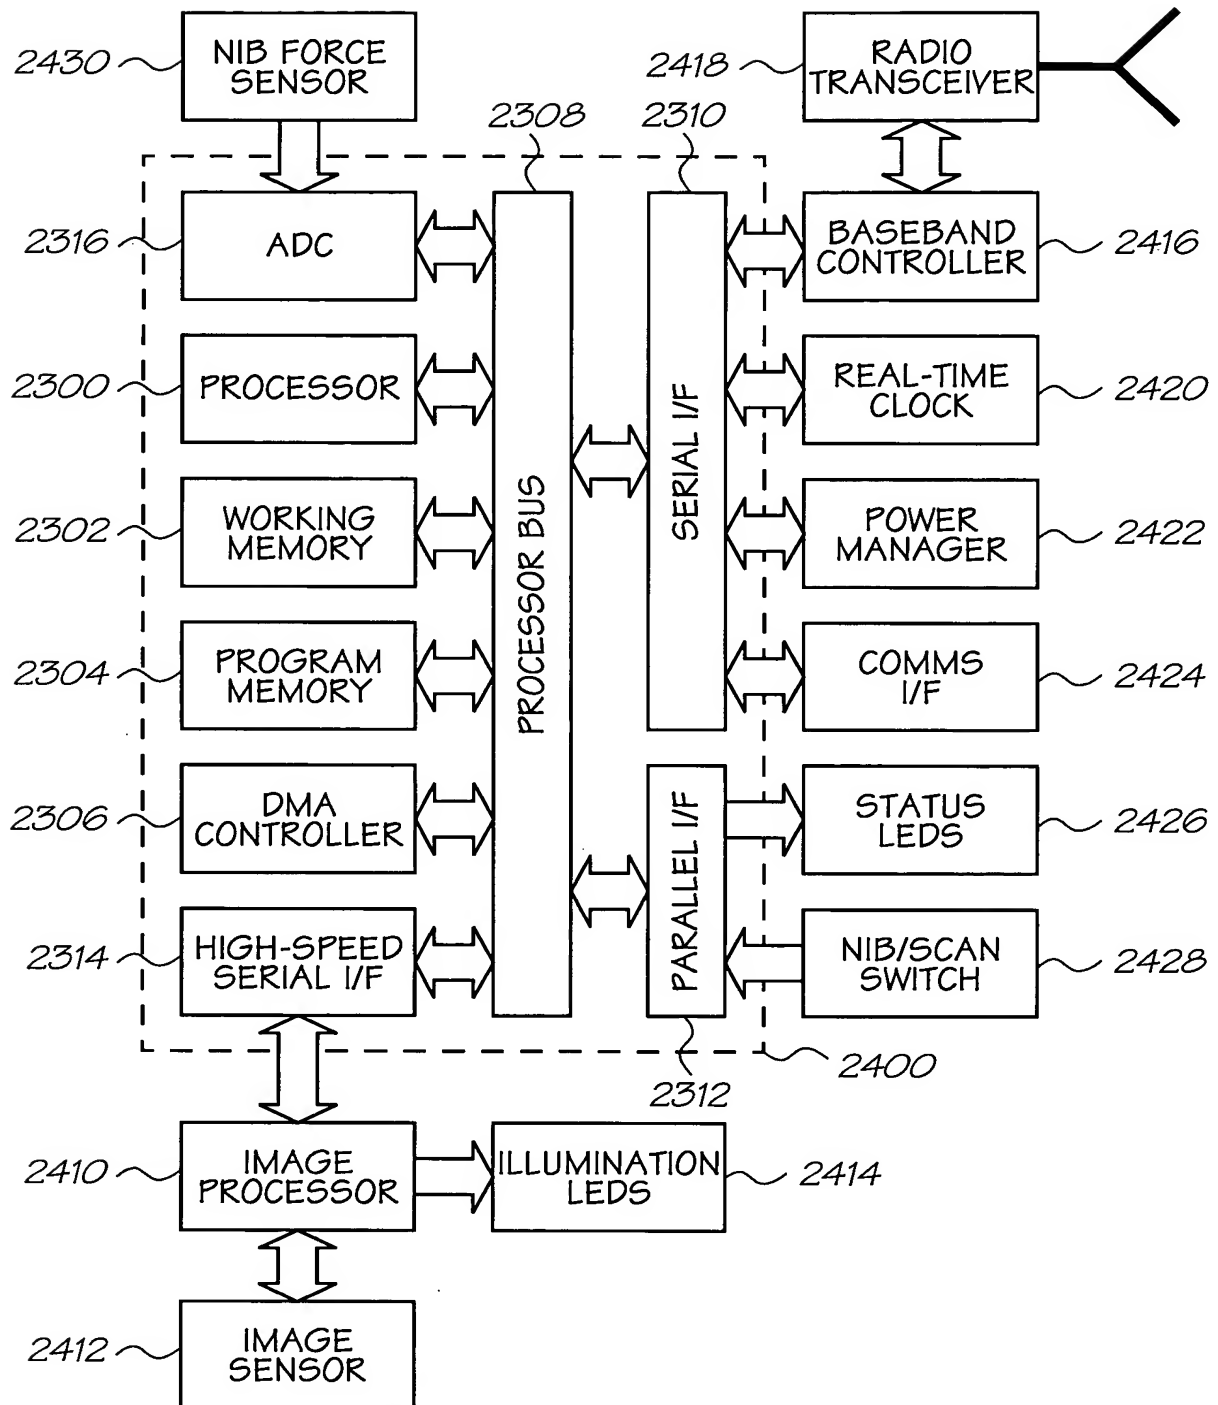 2430
NIB FORCE
SENSOR
2418
RADIO
TRANSCEIVER
2308
2310
2316
ADC
BASEBAND
CONTROLLER
2416
2300
PROCESSOR
REAL-TIME
CLOCK
2420
2302
WORKING
MEMORY
PROCESSOR BUS
SERIAL I/F
POWER
MANAGER
2422
2304
PROGRAM
MEMORY
COMMS
I/F
2424
2306
DMA
CONTROLLER
PARALLEL I/F
STATUS
LEDS
2426
2314
HIGH-SPEED
SERIAL I/F
NIB/SCAN
SWITCH
2428
2312
2400
2410
IMAGE
PROCESSOR
ILLUMINATION
LEDS
2414
2412
IMAGE
SENSOR